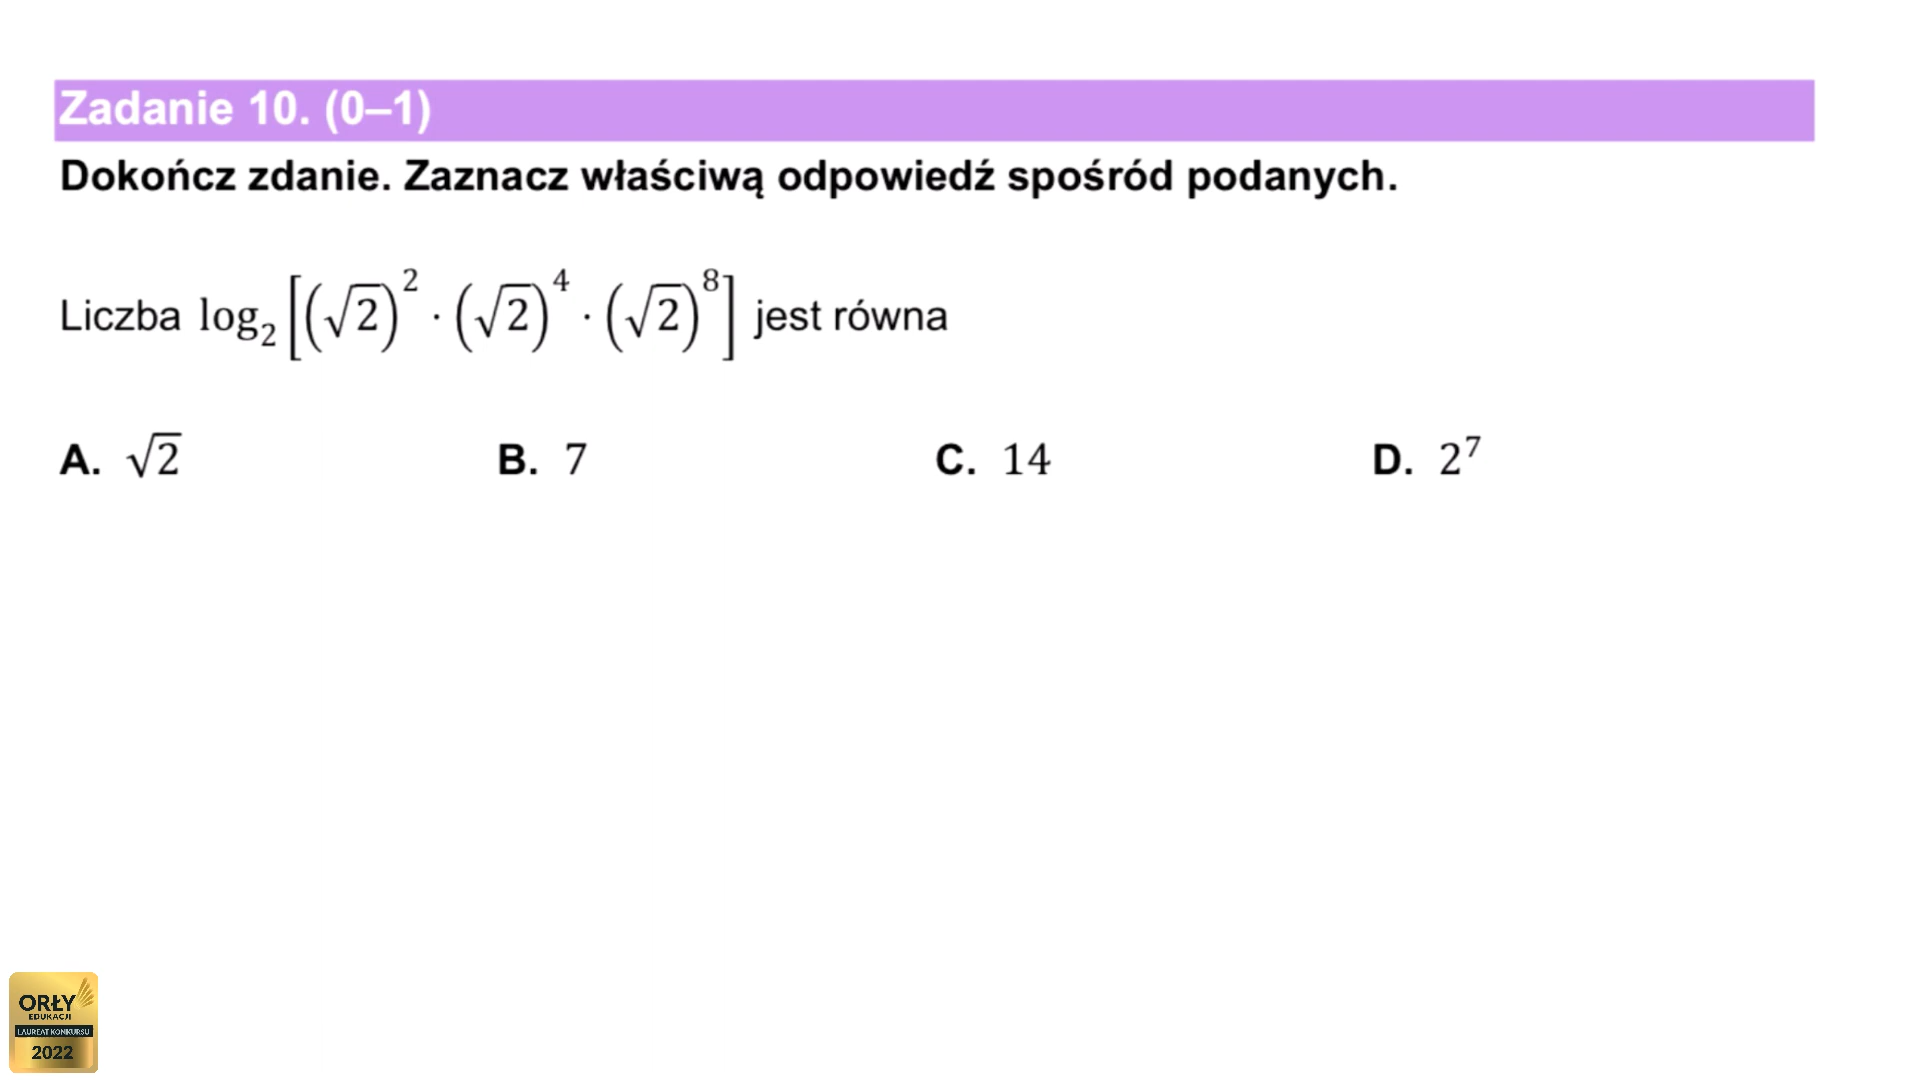 Zadanie 10. (0–1)
Dokończ zdanie. Zaznacz właściwą odpowiedź spośród podanych.
Liczba log₂ [(√2)² · (√2)⁴ · (√2)⁸] jest równa
A. √2 B. 7 C. 14 D. 2⁷
ORŁY
EDUKACJI
LAUREAT KONKURSU
2022